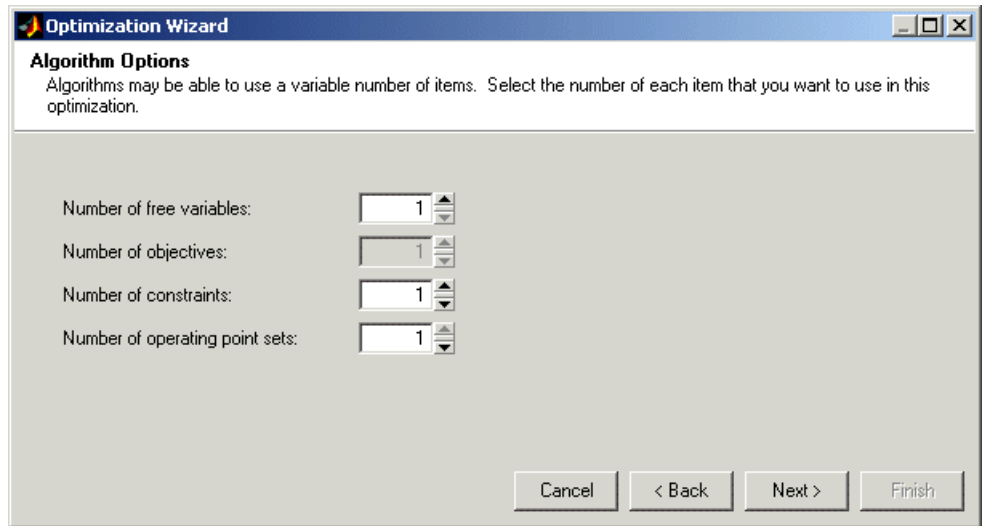 Optimization Wizard
Algorithm Options
Algorithms may be able to use a variable number of items. Select the number of each item that you want to use in this
optimization.
Number of free variables: 1
Number of objectives: 1
Number of constraints: 1
Number of operating point sets: 1
Cancel < Back Next > Finish